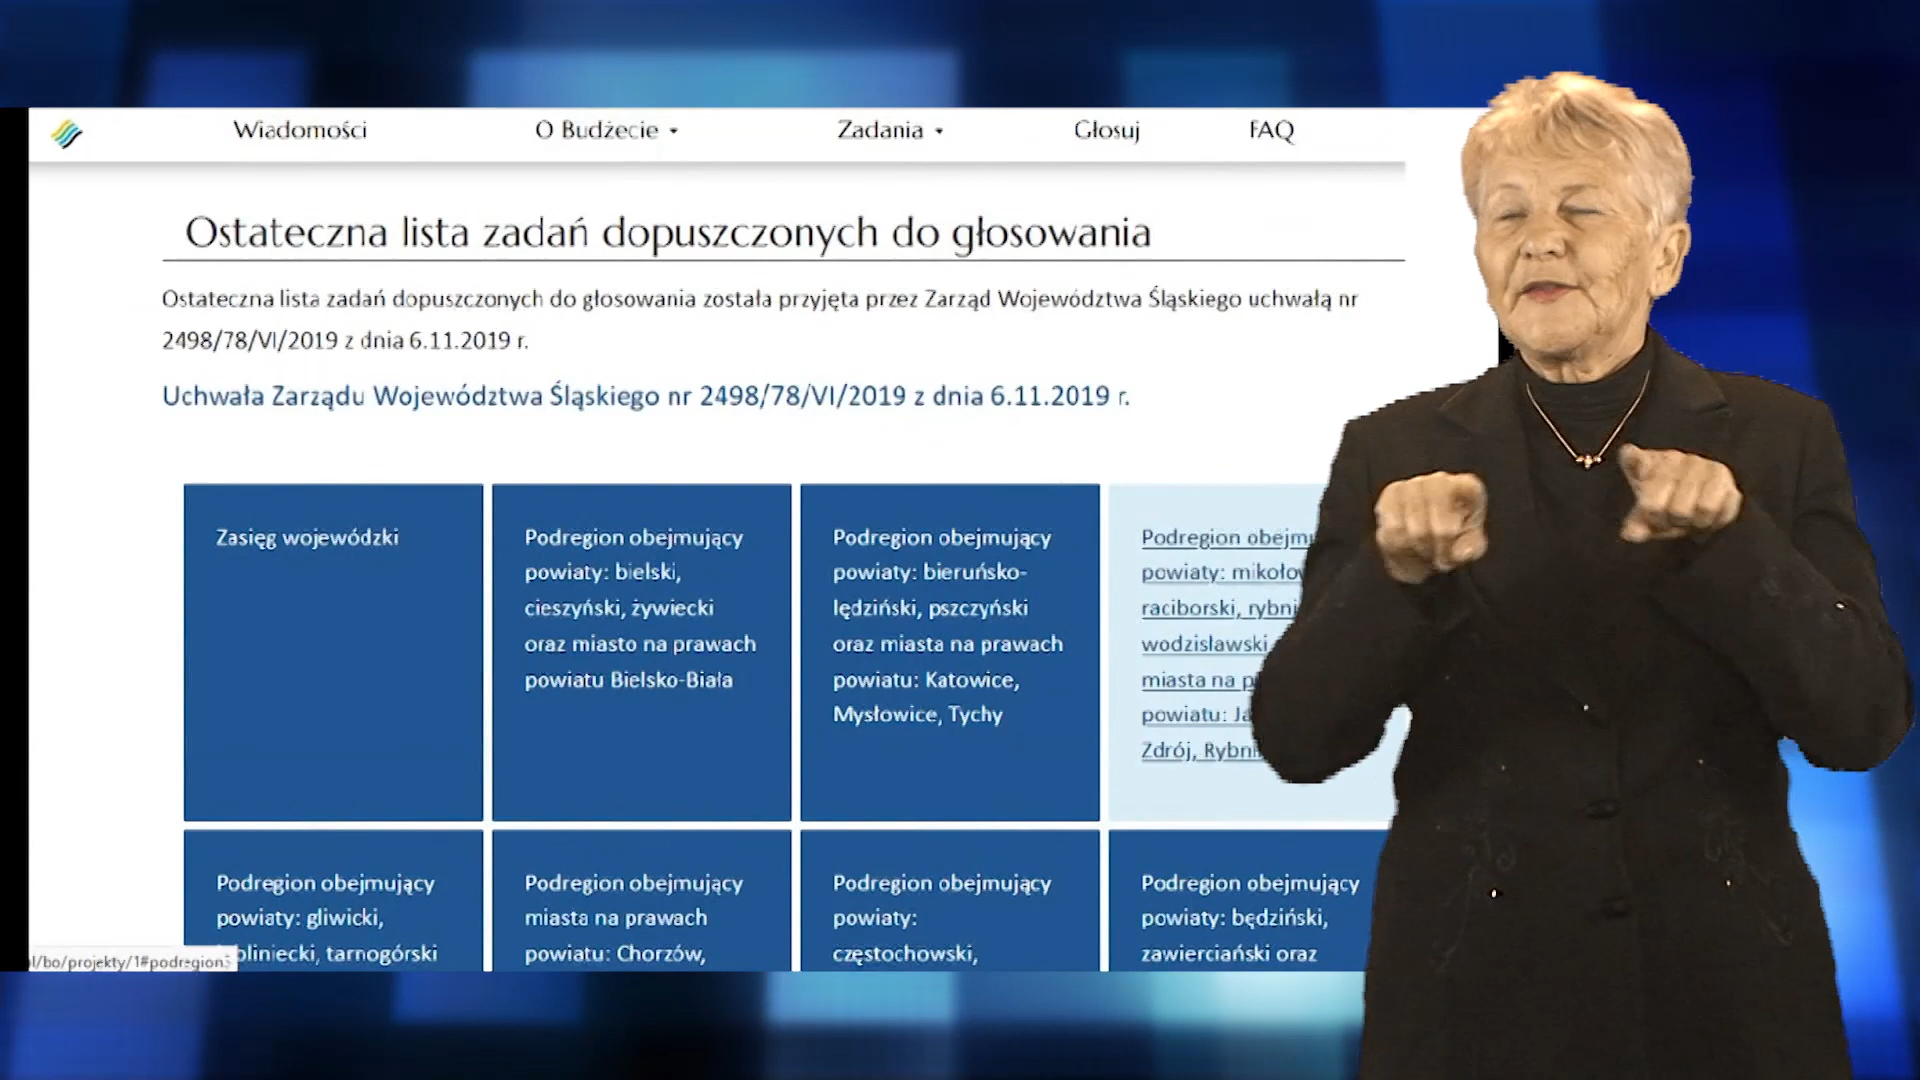 Wiadomości
O Budżecie
Zadania
Głosuj
FAQ
Ostateczna lista zadań dopuszczonych do głosowania
Ostateczna lista zadań dopuszczonych do głosowania została przyjęta przez Zarząd Województwa Śląskiego uchwałą nr
2498/78/VI/2019 z dnia 6.11.2019 r.
Uchwała Zarządu Województwa Śląskiego nr 2498/78/VI/2019 z dnia 6.11.2019 r.
Zasięg wojewódzki
Podregion obejmujący
powiaty: bielski,
cieszyński, żywiecki
oraz miasto na prawach
powiatu Bielsko-Biała
Podregion obejmujący
powiaty: bieruńsko-
lędziński, pszczyński
oraz miasta na prawach
powiatu: Katowice,
Mysłowice, Tychy
Podregion
powiaty:
raciborski,
wodzisławski
miasta na
powiatu:
Zdrój,
Podregion obejmujący
powiaty: gliwicki,
tarnogórski
Podregion obejmujący
miasta na prawach
powiatu: Chorzów,
Podregion obejmujący
powiaty:
częstochowski,
Podregion obejmujący
powiaty: będziński,
zawierciański oraz
/bo/projekty/1#podregion